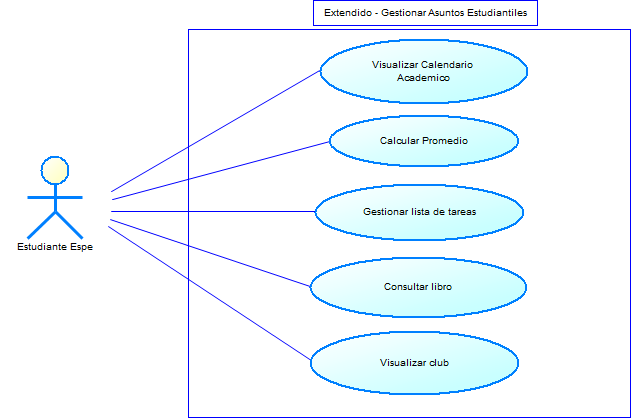 Extendido - Gestionar Asuntos Estudiantiles
Visualizar Calendario
Academico
Calcular Promedio
Gestionar lista de tareas
Estudiante Espe
Consultar libro
Visualizar club